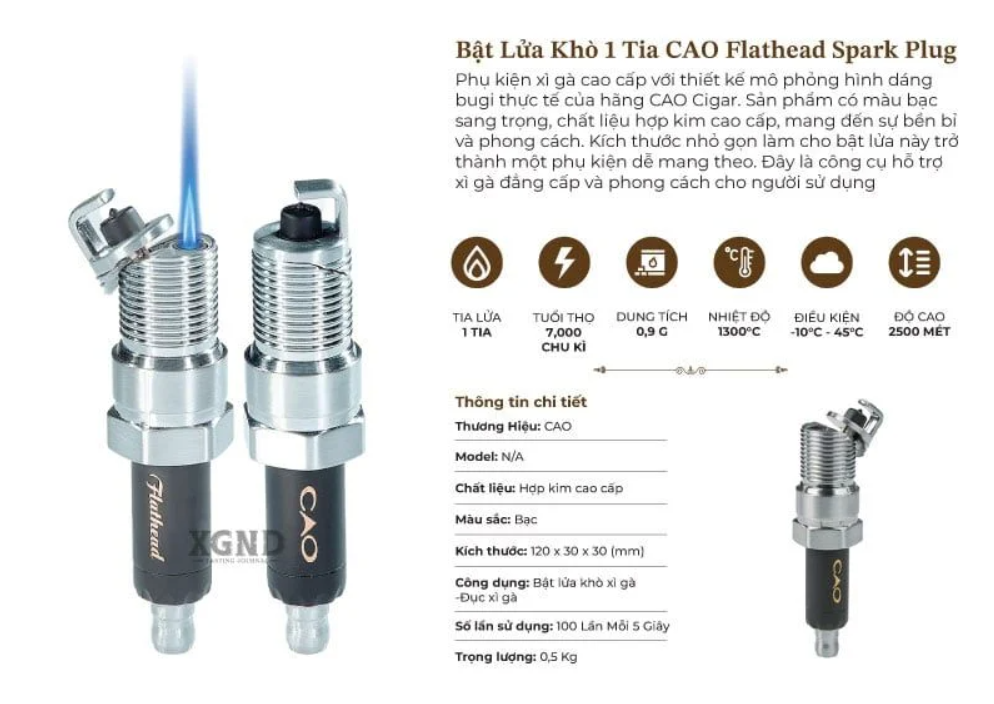 Bật Lửa Khò 1 Tia CAO Flathead Spark Plug
Phụ kiện xì gà cao cấp với thiết kế mô phỏng hình dáng
bugi thực tế của hãng CAO Cigar. Sản phẩm có màu bạc
sang trọng, chất liệu hợp kim cao cấp, mang đến sự bền bỉ
và phong cách. Kích thước nhỏ gọn làm cho bật lửa này trở
thành một phụ kiện dễ mang theo. Đây là công cụ hỗ trợ
xì gà đẳng cấp và phong cách cho người sử dụng
°C
TIA LỬA
1 TIA
TUỔI THỌ
7,000
CHU KÌ
DUNG TÍCH
0,9 G
NHIỆT ĐỘ
1300°C
ĐIỀU KIỆN
-10°C - 45°C
ĐỘ CAO
2500 MÉT
Thông tin chi tiết
Thương Hiệu: CAO
Model: N/A
Chất liệu: Hợp kim cao cấp
Màu sắc: Bạc
Kích thước: 120 x 30 x 30 (mm)
Công dụng: Bật lửa khò xì gà
-Đục xì gà
Số lần sử dụng: 100 Lần Mỗi 5 Giây
Trọng lượng: 0,5 Kg
Flathead
CAO
XGND
CAO